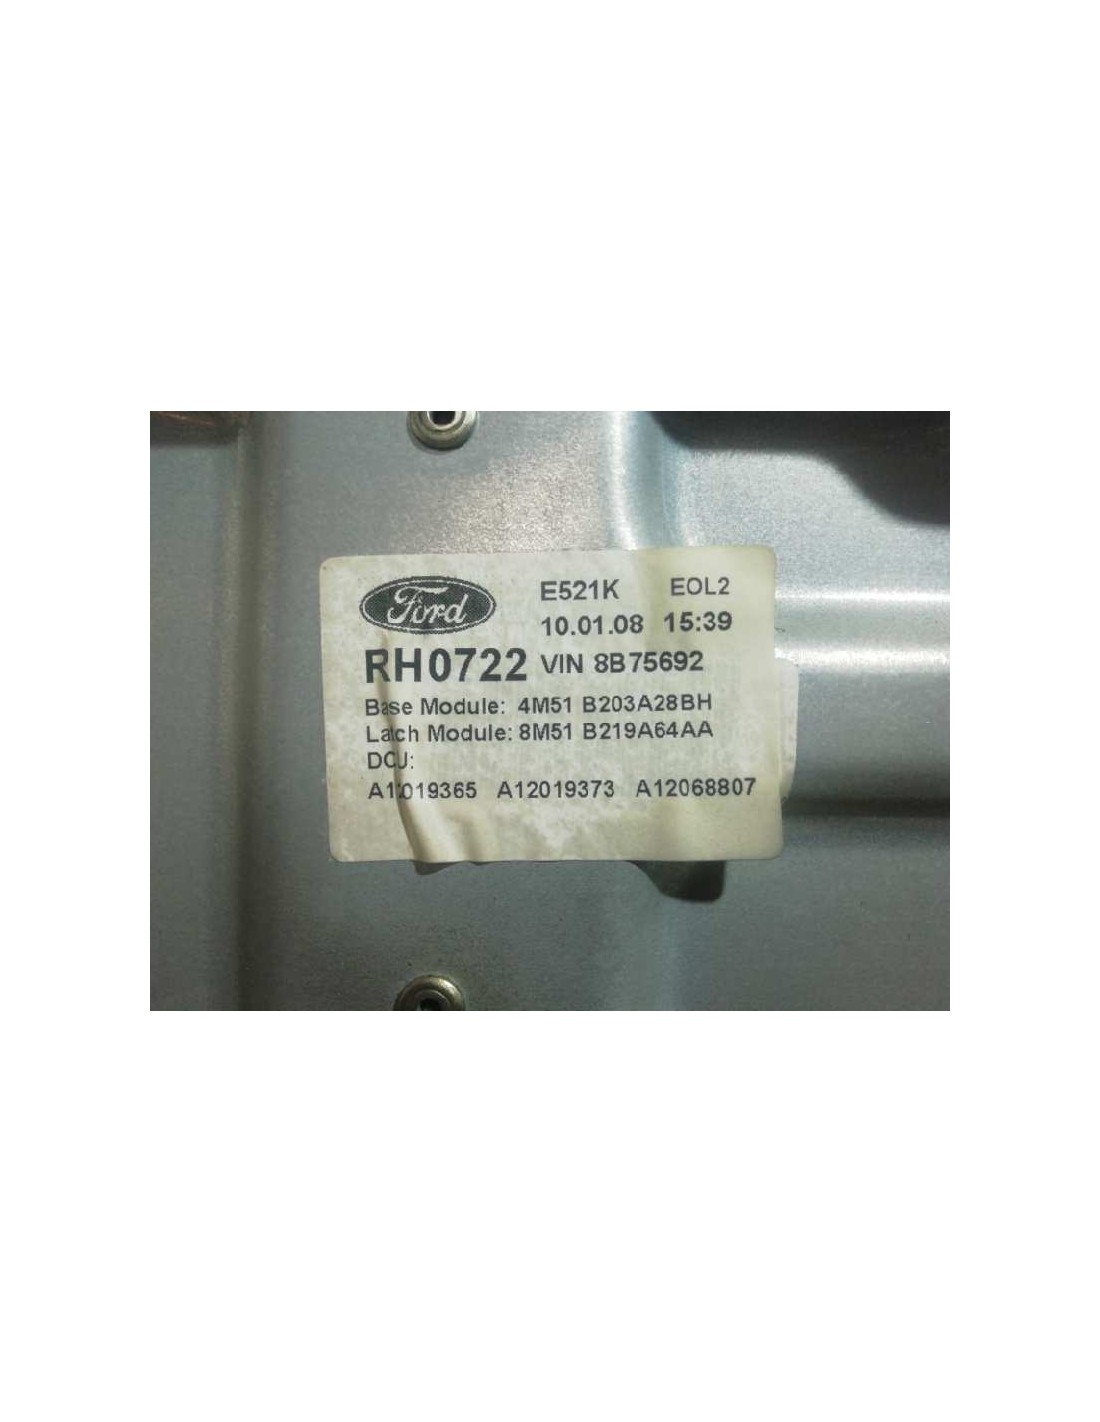 Ford E521K EOL2
10.01.08 15:39
RH0722 VIN 8B75692
Base Module: 4M51 B203A28BH
Latch Module: 8M51 B219A64AA
DCU:
A12019365 A12019373 A12068807